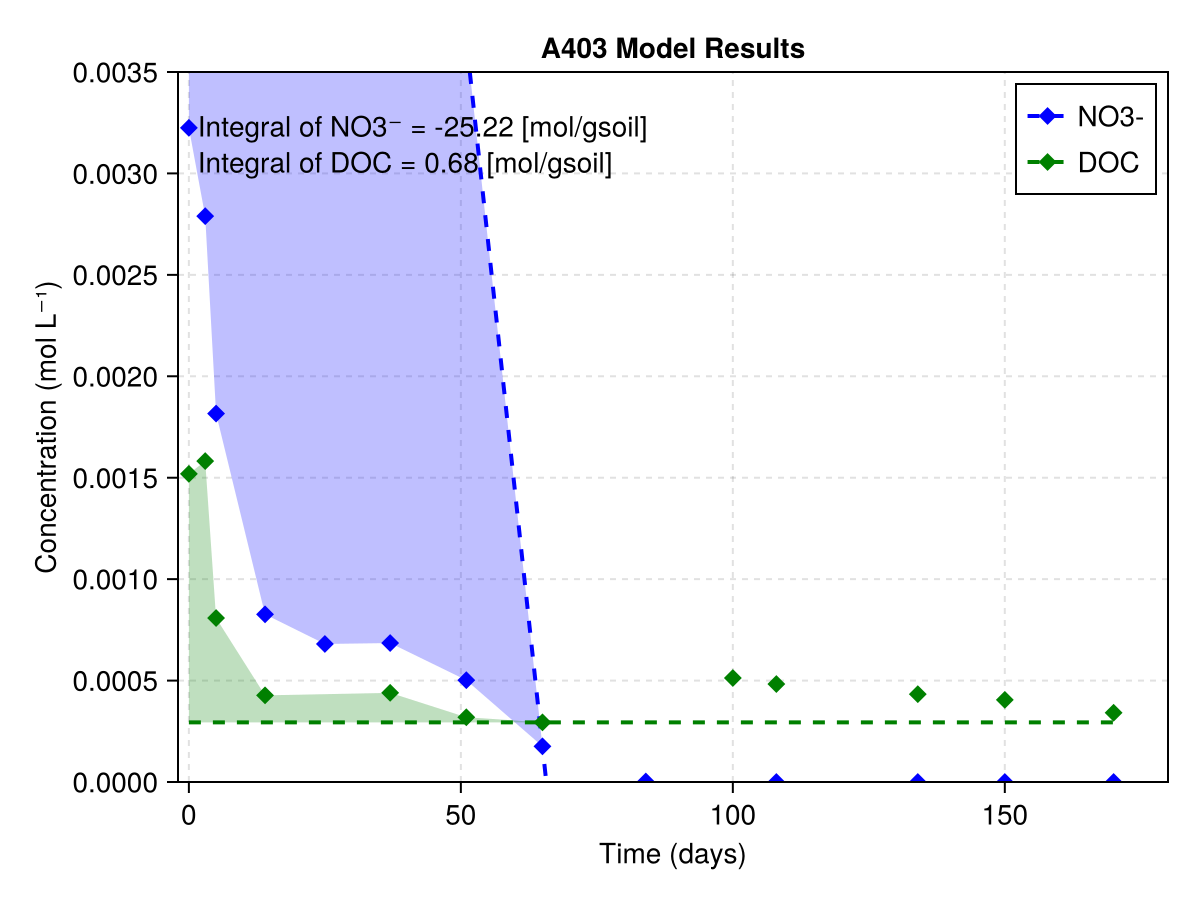 A403 Model Results
0.0035
0.0030
0.0025
0.0020
0.0015
0.0010
0.0005
0.0000
Concentration (mol L⁻¹)
Integral of NO3⁻ = -25.22 [mol/gsoil]
Integral of DOC = 0.68 [mol/gsoil]
NO3-
DOC
0
50
100
150
Time (days)